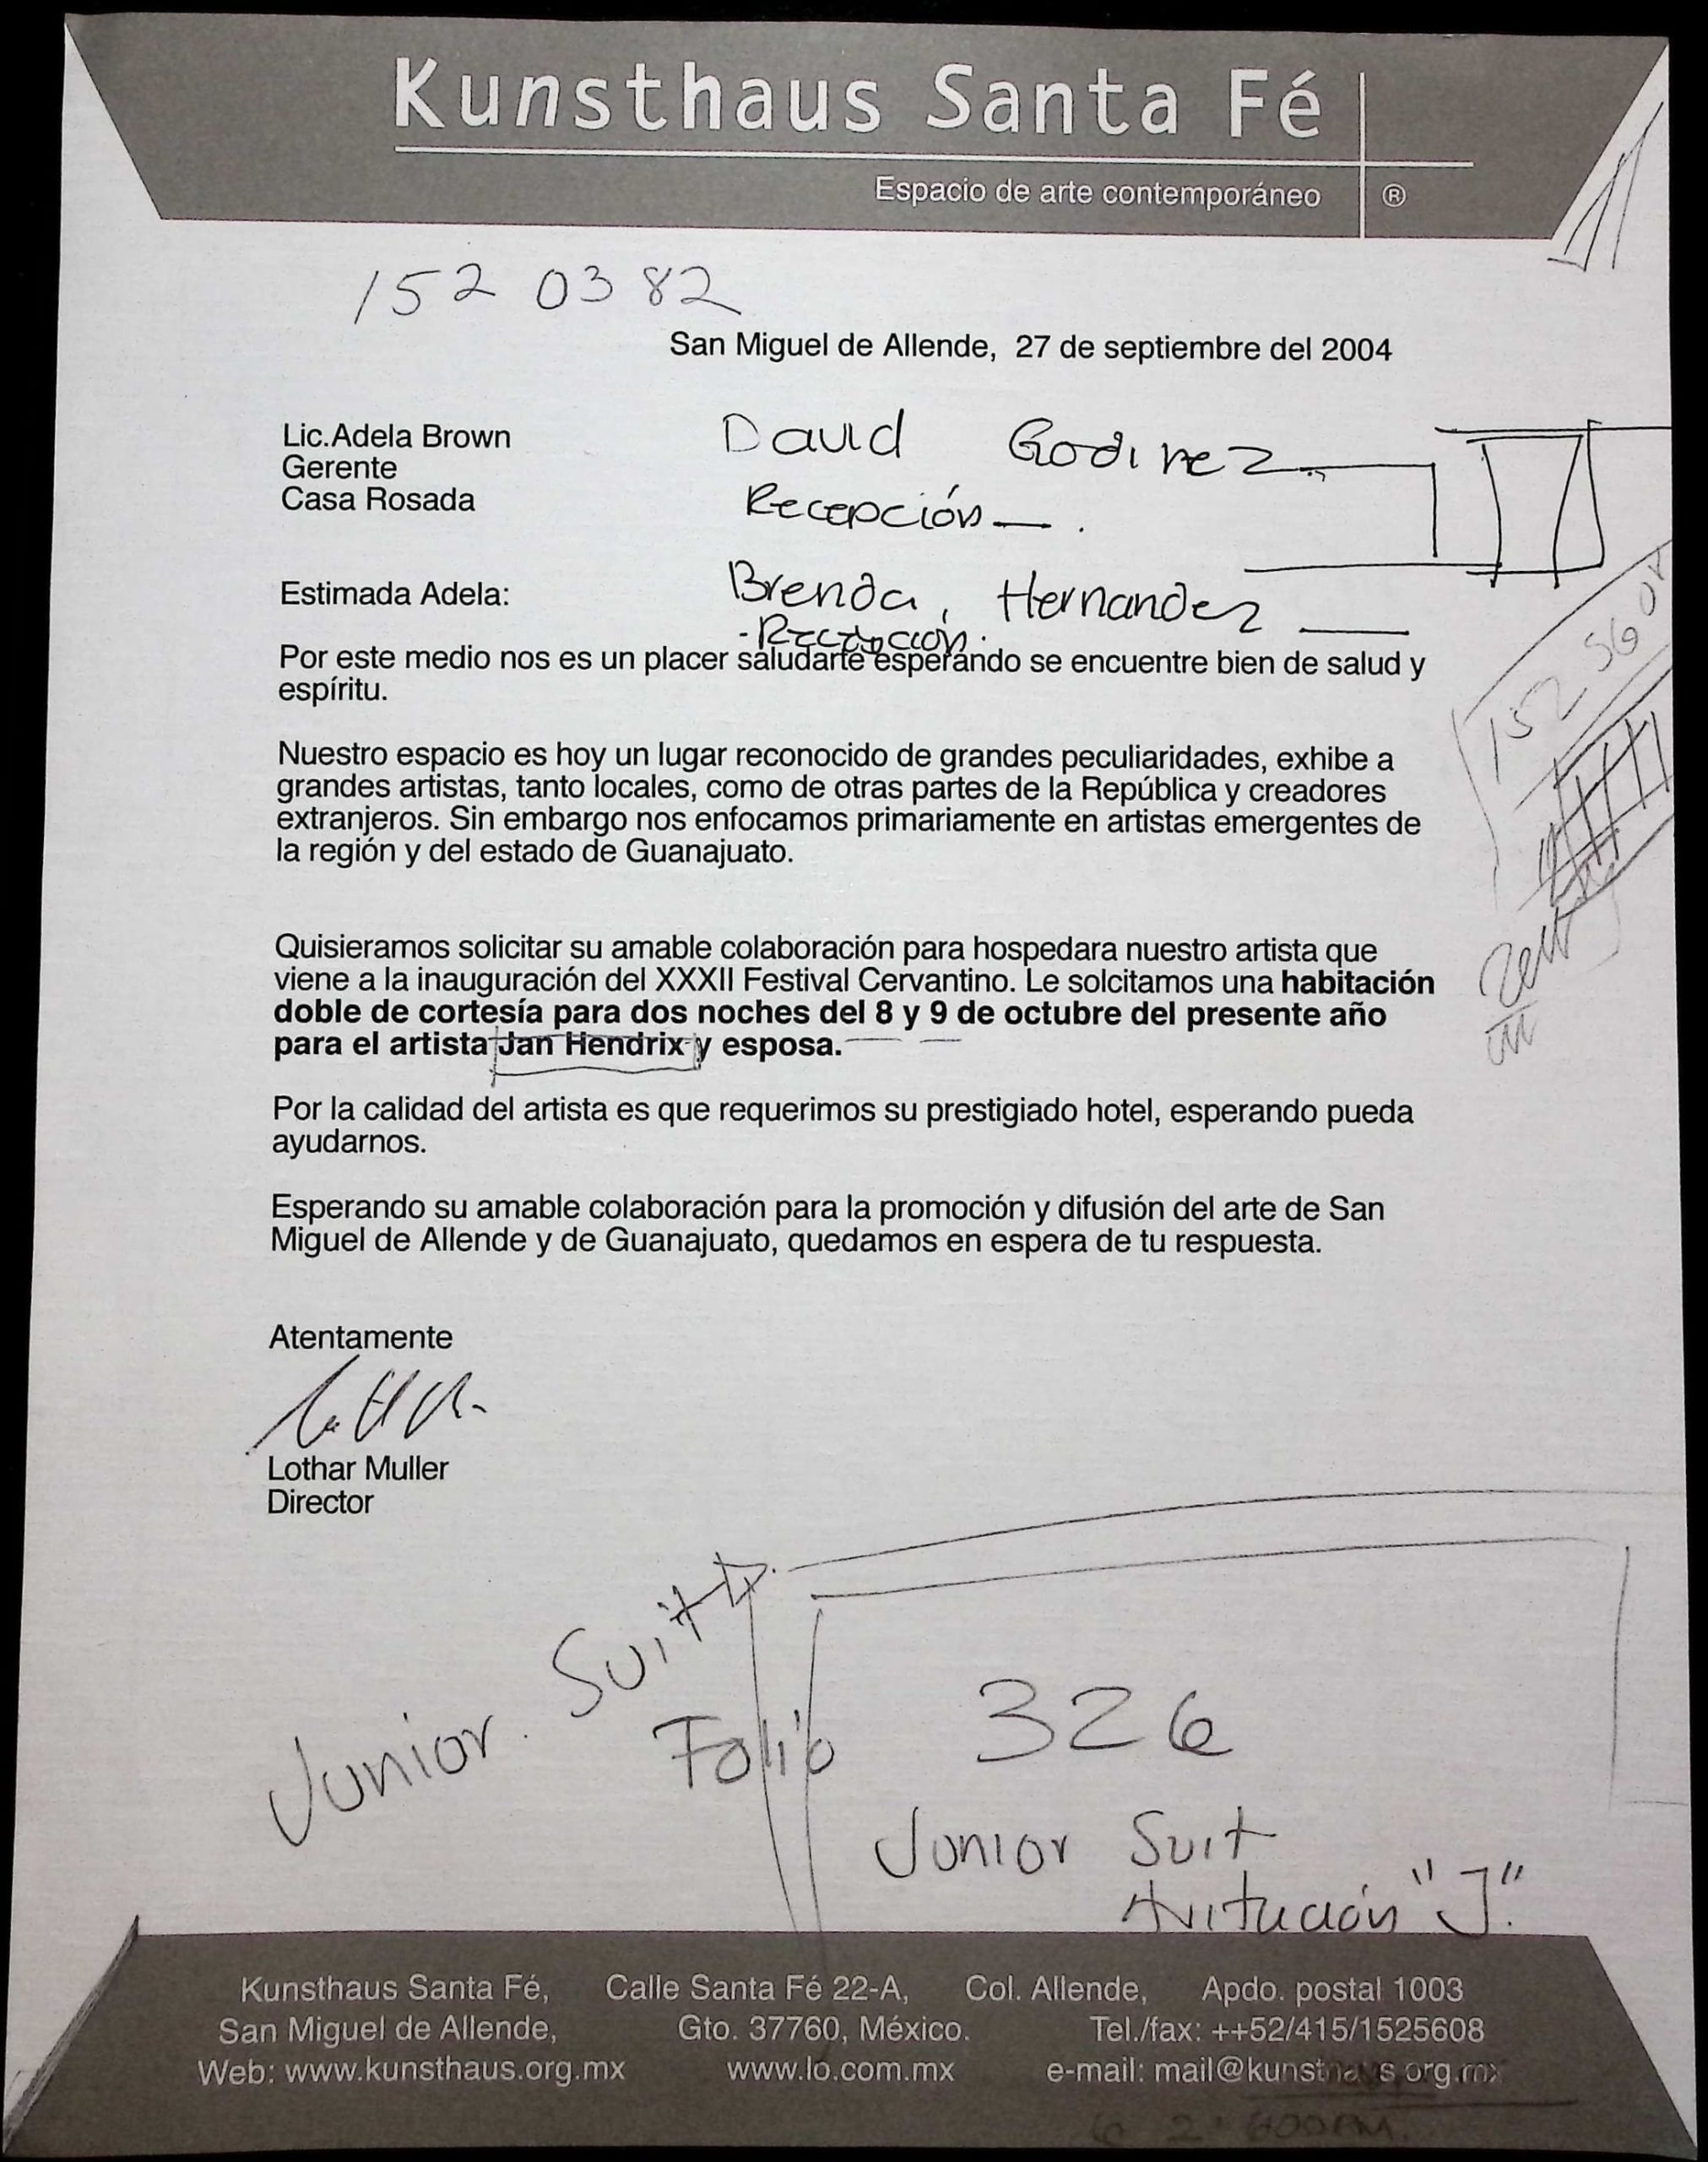 Kunsthaus Santa Fé
Espacio de arte contemporáneo ®
152 03 82
San Miguel de Allende, 27 de septiembre del 2004
Lic.Adela Brown
Gerente
Casa Rosada
David Godinez
Recepción
Estimada Adela:
Brenda, Hernandez
- Recepción.
152 5608
Por este medio nos es un placer saludarte esperando se encuentre bien de salud y
espíritu.
Nuestro espacio es hoy un lugar reconocido de grandes peculiaridades, exhibe a
grandes artistas, tanto locales, como de otras partes de la República y creadores
extranjeros. Sin embargo nos enfocamos primariamente en artistas emergentes de
la región y del estado de Guanajuato.
Quisieramos solicitar su amable colaboración para hospedara nuestro artista que
viene a la inauguración del XXXII Festival Cervantino. Le solcitamos una habitación
doble de cortesía para dos noches del 8 y 9 de octubre del presente año
para el artista Jan Hendrix y esposa.
Por la calidad del artista es que requerimos su prestigiado hotel, esperando pueda
ayudarnos.
Esperando su amable colaboración para la promoción y difusión del arte de San
Miguel de Allende y de Guanajuato, quedamos en espera de tu respuesta.
Atentamente
Lothar Muller
Director
Junior. Suit
Folio 326
Junior Suit
"J".
Kunsthaus Santa Fé, Calle Santa Fé 22-A, Col. Allende, Apdo. postal 1003
San Miguel de Allende, Gto. 37760, México. Tel./fax: ++52/415/1525608
Web: www.kunsthaus.org.mx www.lo.com.mx e-mail: mail@kunsthaus.org.mx